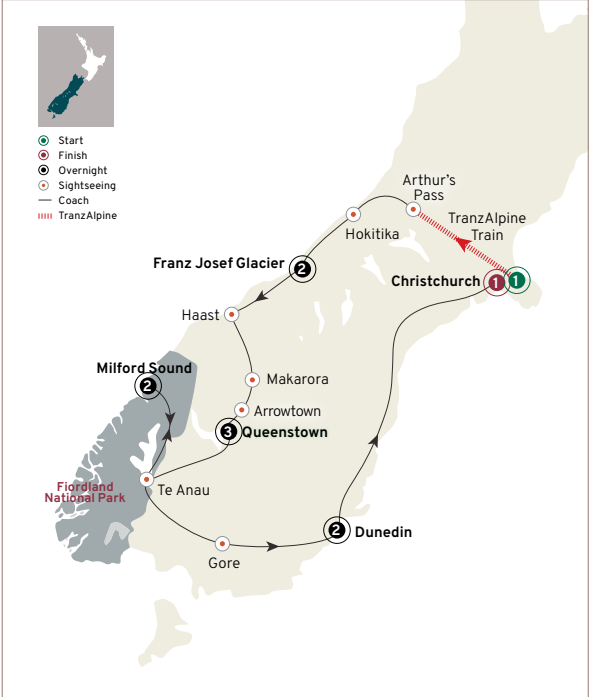 Start
Finish
Overnight
Sightseeing
Coach
TranzAlpine
Arthur's
Pass
TranzAlpine
Train
Hokitika
Franz Josef Glacier
2
Christchurch
1
1
Haast
Milford Sound
2
Makarora
Arrowtown
3
Queenstown
Fiordland
National Park
Te Anau
2
Dunedin
Gore